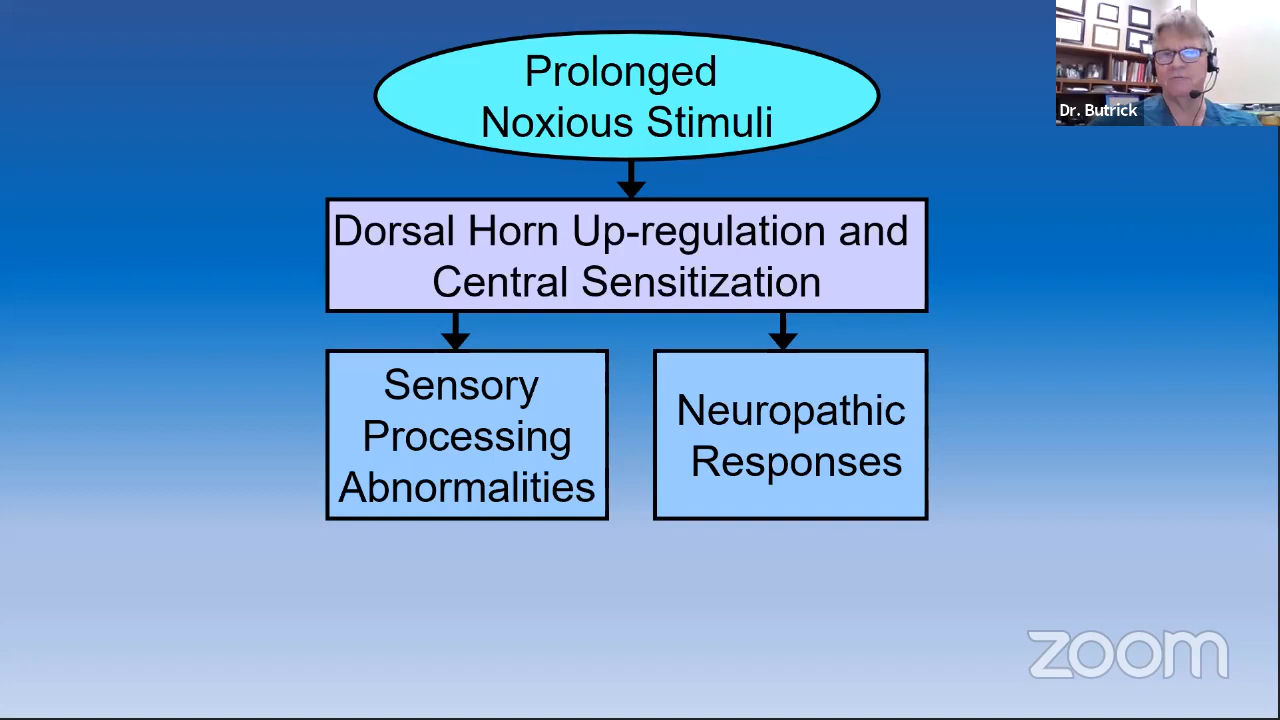 Prolonged
Noxious Stimuli
Dr. Butrick
Dorsal Horn Up-regulation and
Central Sensitization
Sensory
Processing
Abnormalities
Neuropathic
Responses
zoom